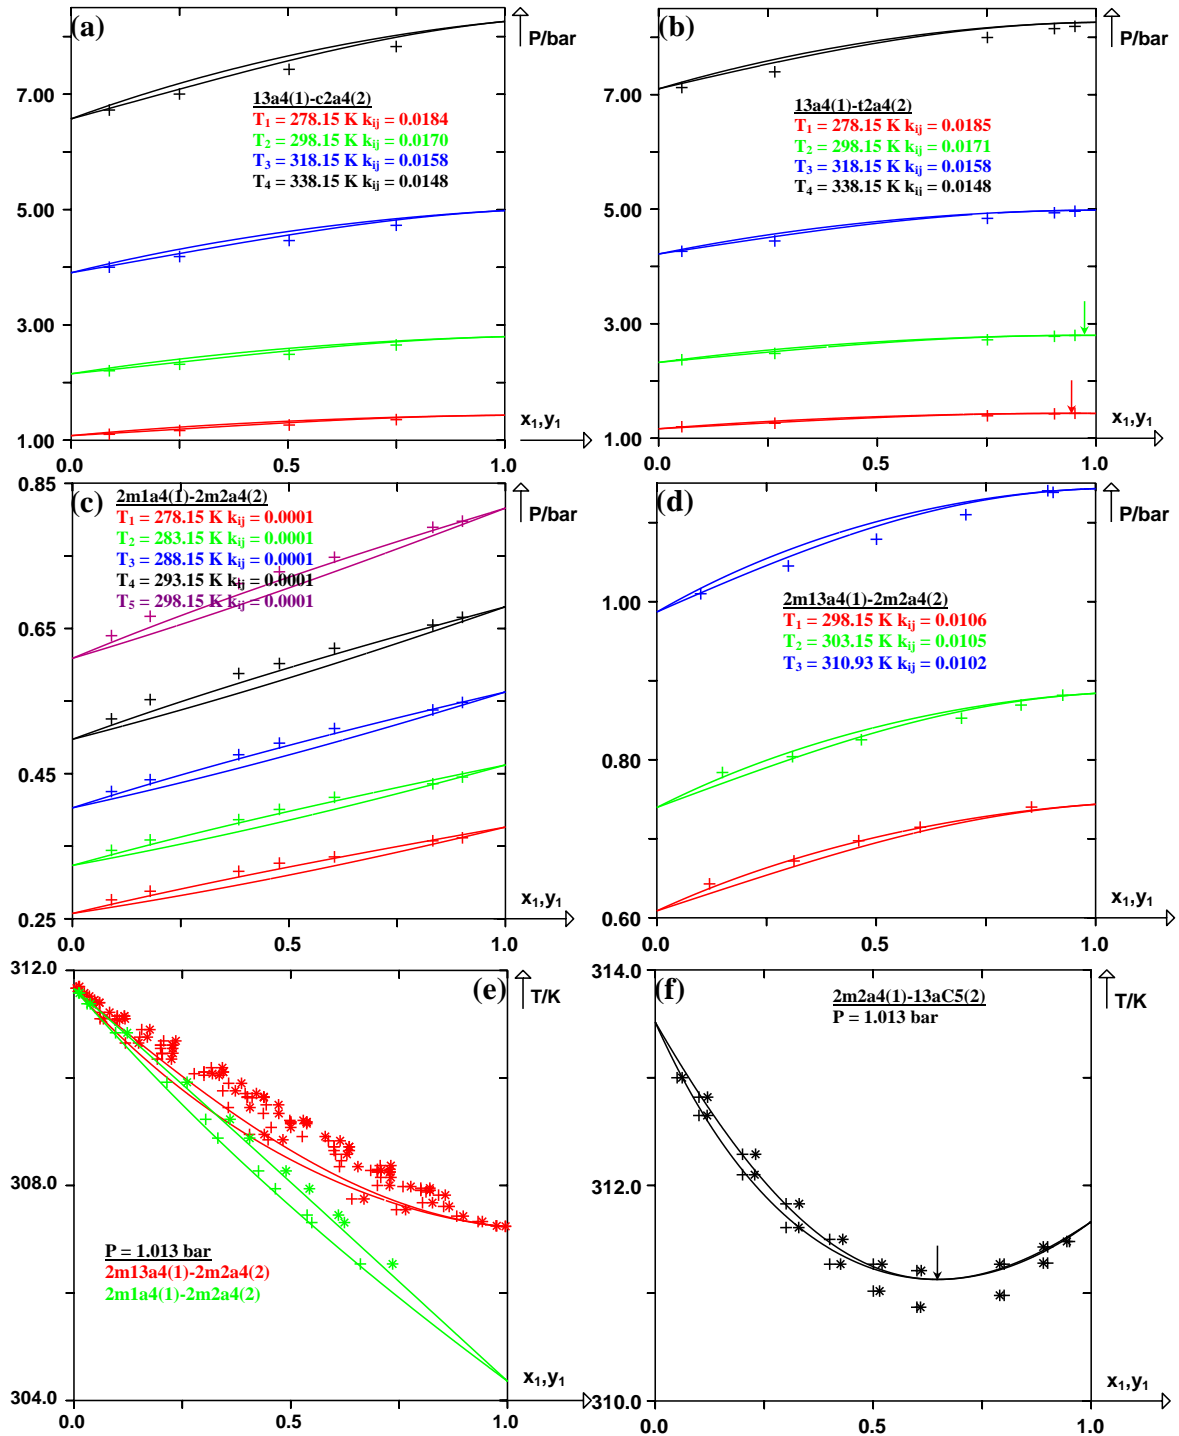 (a)
P/bar
7.00
5.00
3.00
1.00
13a4(1)-c2a4(2)
T1 = 278.15 K kij = 0.0184
T2 = 298.15 K kij = 0.0170
T3 = 318.15 K kij = 0.0158
T4 = 338.15 K kij = 0.0148
x1,y1
0.0
0.5
1.0
(b)
P/bar
7.00
5.00
3.00
1.00
13a4(1)-t2a4(2)
T1 = 278.15 K kij = 0.0185
T2 = 298.15 K kij = 0.0171
T3 = 318.15 K kij = 0.0158
T4 = 338.15 K kij = 0.0148
x1,y1
0.0
0.5
1.0
(c)
P/bar
0.85
0.65
0.45
0.25
2m1a4(1)-2m2a4(2)
T1 = 278.15 K kij = 0.0001
T2 = 283.15 K kij = 0.0001
T3 = 288.15 K kij = 0.0001
T4 = 293.15 K kij = 0.0001
T5 = 298.15 K kij = 0.0001
x1,y1
0.0
0.5
1.0
(d)
P/bar
1.00
0.80
0.60
2m13a4(1)-2m2a4(2)
T1 = 298.15 K kij = 0.0106
T2 = 303.15 K kij = 0.0105
T3 = 310.93 K kij = 0.0102
x1,y1
0.0
0.5
1.0
(e)
T/K
312.0
308.0
304.0
P = 1.013 bar
2m13a4(1)-2m2a4(2)
2m1a4(1)-2m2a4(2)
x1,y1
0.0
0.5
1.0
(f)
T/K
314.0
312.0
310.0
2m2a4(1)-13aC5(2)
P = 1.013 bar
x1,y1
0.0
0.5
1.0